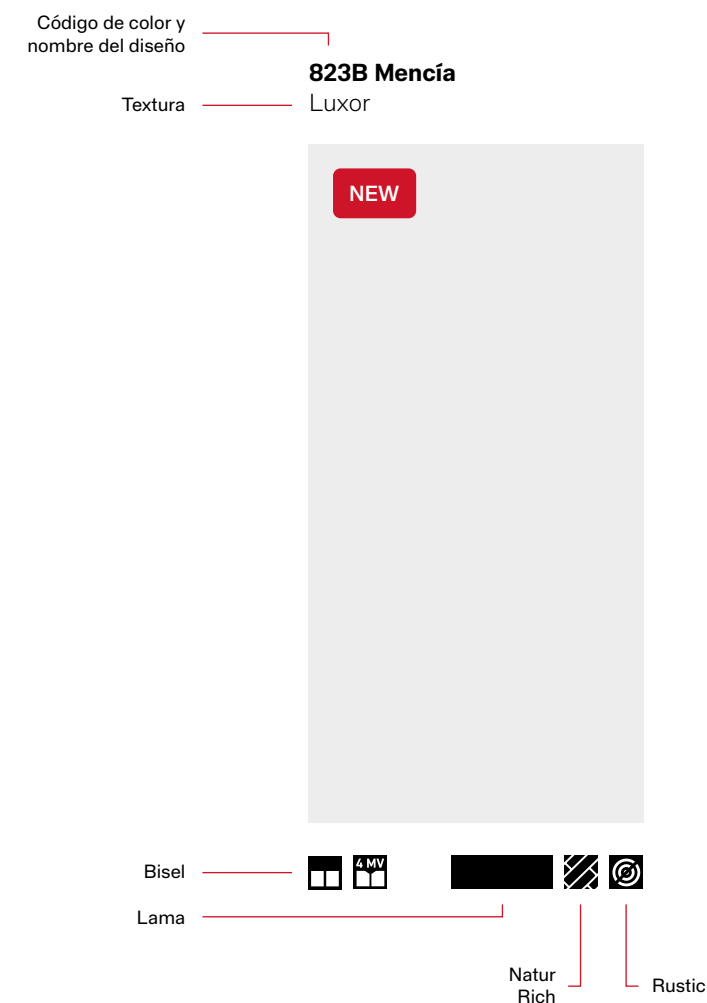 Código de color y
nombre del diseño
823B Mencía
Textura
Luxor
NEW
Bisel
4 MV
Lama
Natur
Rich
Rustic